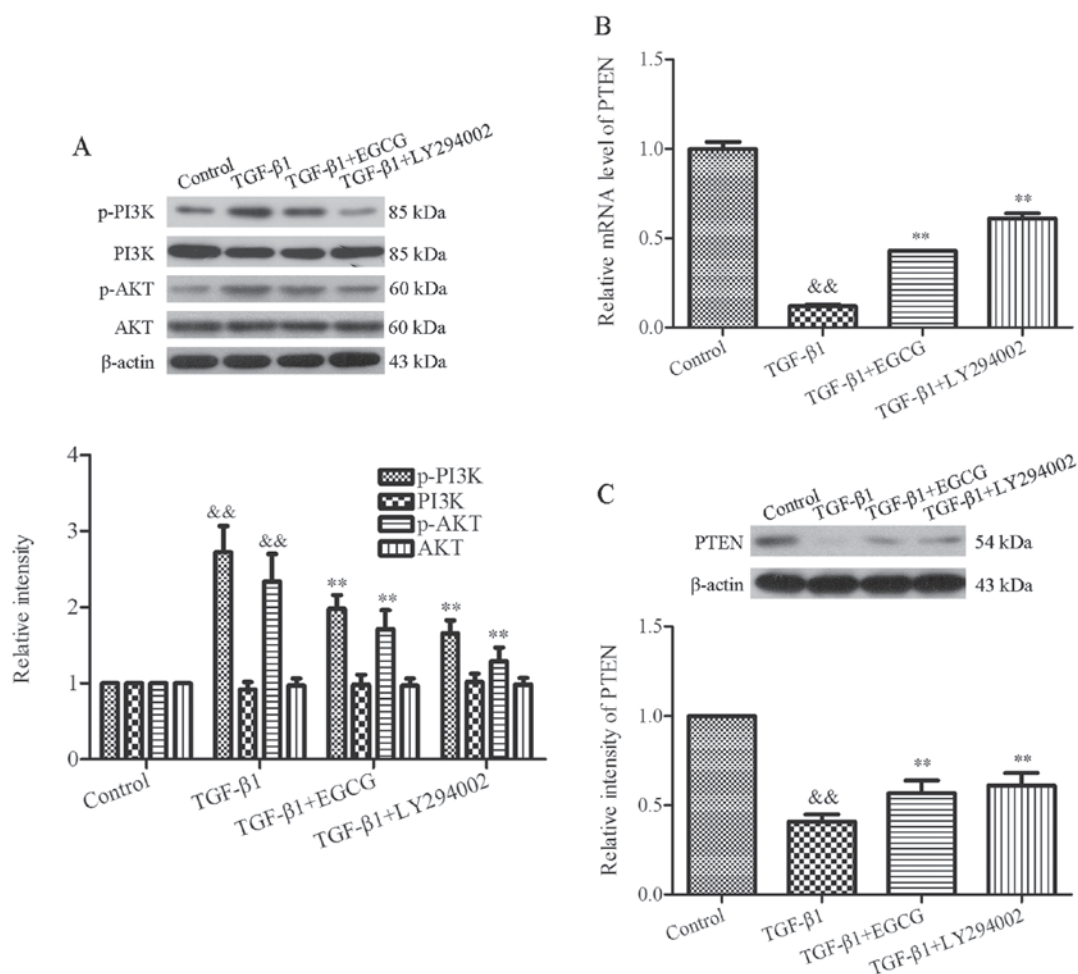 A
Control TGF-β1 TGF-β1+EGCG TGF-β1+LY294002
p-PI3K 85 kDa
PI3K 85 kDa
p-AKT 60 kDa
AKT 60 kDa
β-actin 43 kDa
Relative intensity
4
3
2
1
0
&& && ** ** ** **
p-PI3K
PI3K
p-AKT
AKT
Control TGF-β1 TGF-β1+EGCG TGF-β1+LY294002
B
Relative mRNA level of PTEN
1.5
1.0
0.5
0.0
&& ** **
Control TGF-β1 TGF-β1+EGCG TGF-β1+LY294002
C
Control TGF-β1 TGF-β1+EGCG TGF-β1+LY294002
PTEN 54 kDa
β-actin 43 kDa
Relative intensity of PTEN
1.5
1.0
0.5
0.0
&& ** **
Control TGF-β1 TGF-β1+EGCG TGF-β1+LY294002